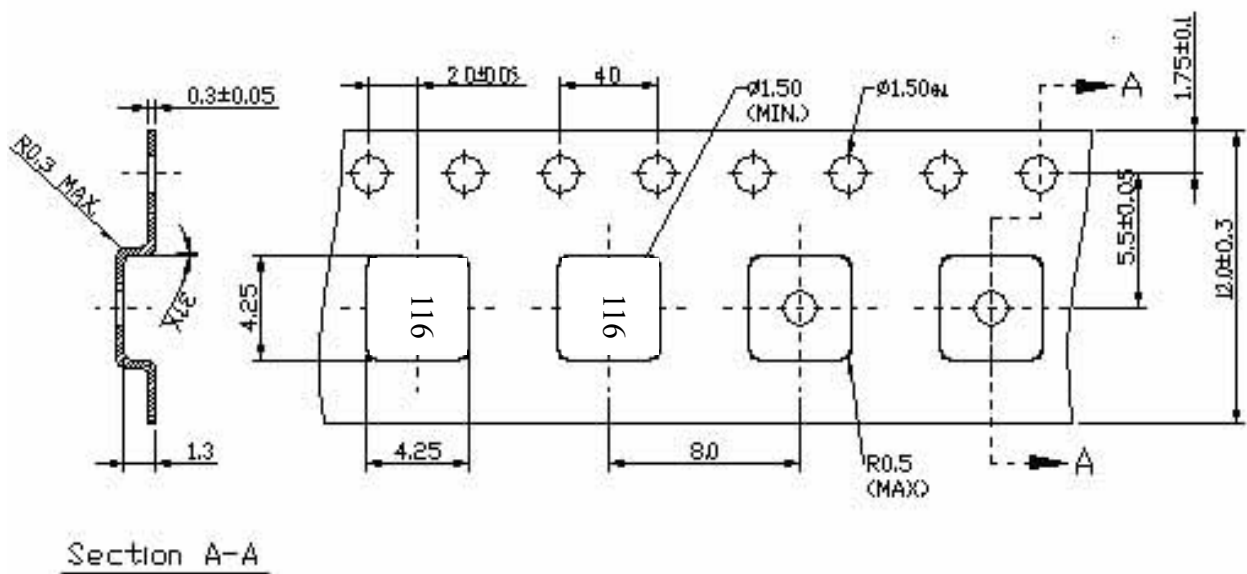 2.0±0.05
4.0
Ø1.50
(MIN.)
Ø1.50
A
1.75±0.1
0.3±0.05
R0.3 MAX.
5.5±0.05
12.0±0.3
4.25
116
116
1.3
4.25
8.0
R0.5
(MAX)
A
Section A-A